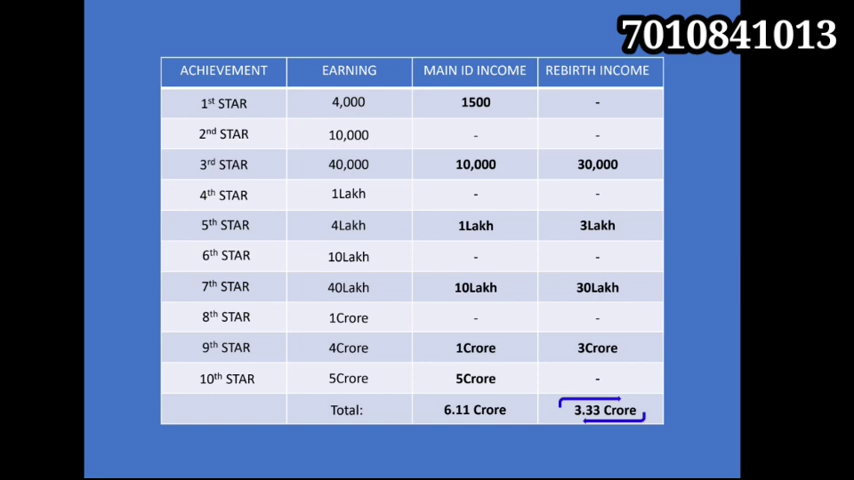 7010841013
ACHIEVEMENT EARNING MAIN ID INCOME REBIRTH INCOME
1st STAR 4,000 1500 -
2nd STAR 10,000 - -
3rd STAR 40,000 10,000 30,000
4th STAR 1Lakh - -
5th STAR 4Lakh 1Lakh 3Lakh
6th STAR 10Lakh - -
7th STAR 40Lakh 10Lakh 30Lakh
8th STAR 1Crore - -
9th STAR 4Crore 1Crore 3Crore
10th STAR 5Crore 5Crore -
Total: 6.11 Crore 3.33 Crore